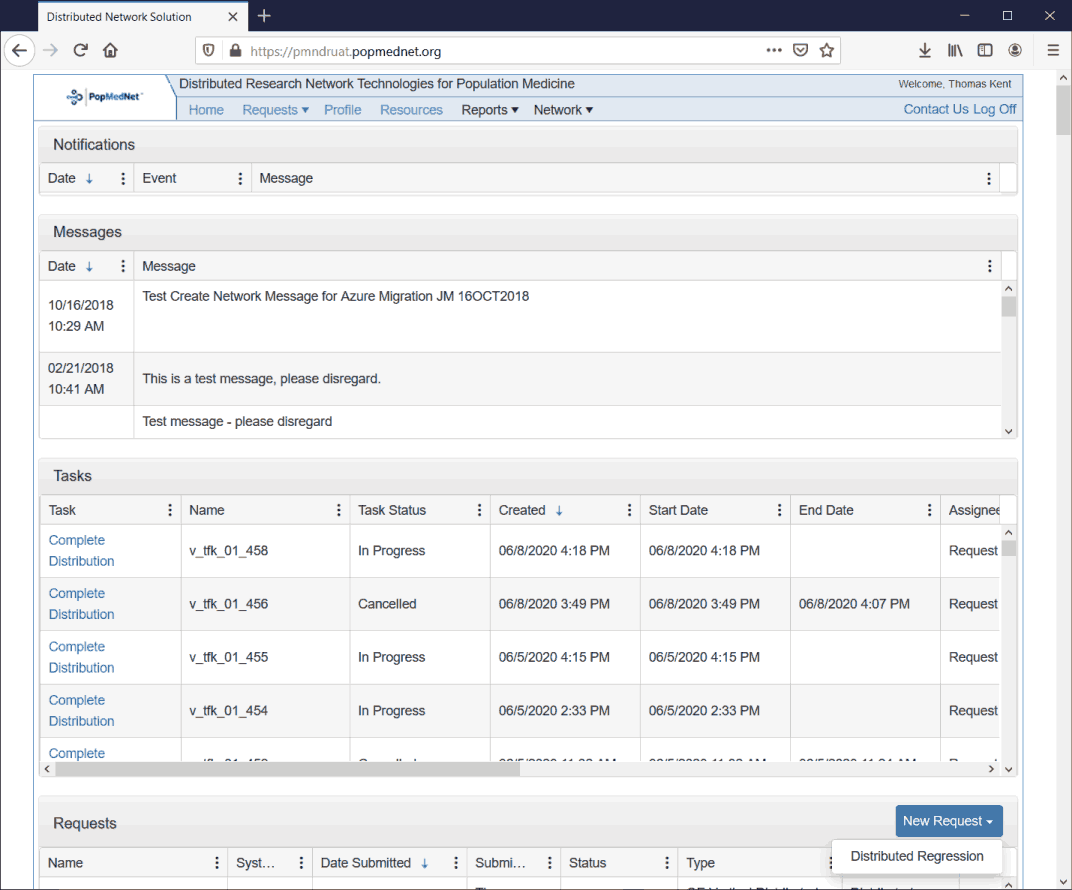 Distributed Network Solution
https://pmndruat.popmednet.org
PopMedNet
Distributed Research Network Technologies for Population Medicine
Welcome, Thomas Kent
Home Requests Profile Resources Reports Network
Contact Us Log Off
Notifications
Date Event Message
Messages
Date Message
10/16/2018
10:29 AM
Test Create Network Message for Azure Migration JM 16OCT2018
02/21/2018
10:41 AM
This is a test message, please disregard.
Test message - please disregard
Tasks
Task Name Task Status Created Start Date End Date Assignee
Complete
Distribution
v_tfk_01_458 In Progress 06/8/2020 4:18 PM 06/8/2020 4:18 PM Request
Complete
Distribution
v_tfk_01_456 Cancelled 06/8/2020 3:49 PM 06/8/2020 3:49 PM 06/8/2020 4:07 PM Request
Complete
Distribution
v_tfk_01_455 In Progress 06/5/2020 4:15 PM 06/5/2020 4:15 PM Request
Complete
Distribution
v_tfk_01_454 In Progress 06/5/2020 2:33 PM 06/5/2020 2:33 PM Request
Complete
Requests
New Request
Distributed Regression
Name Syst... Date Submitted Submi... Status Type